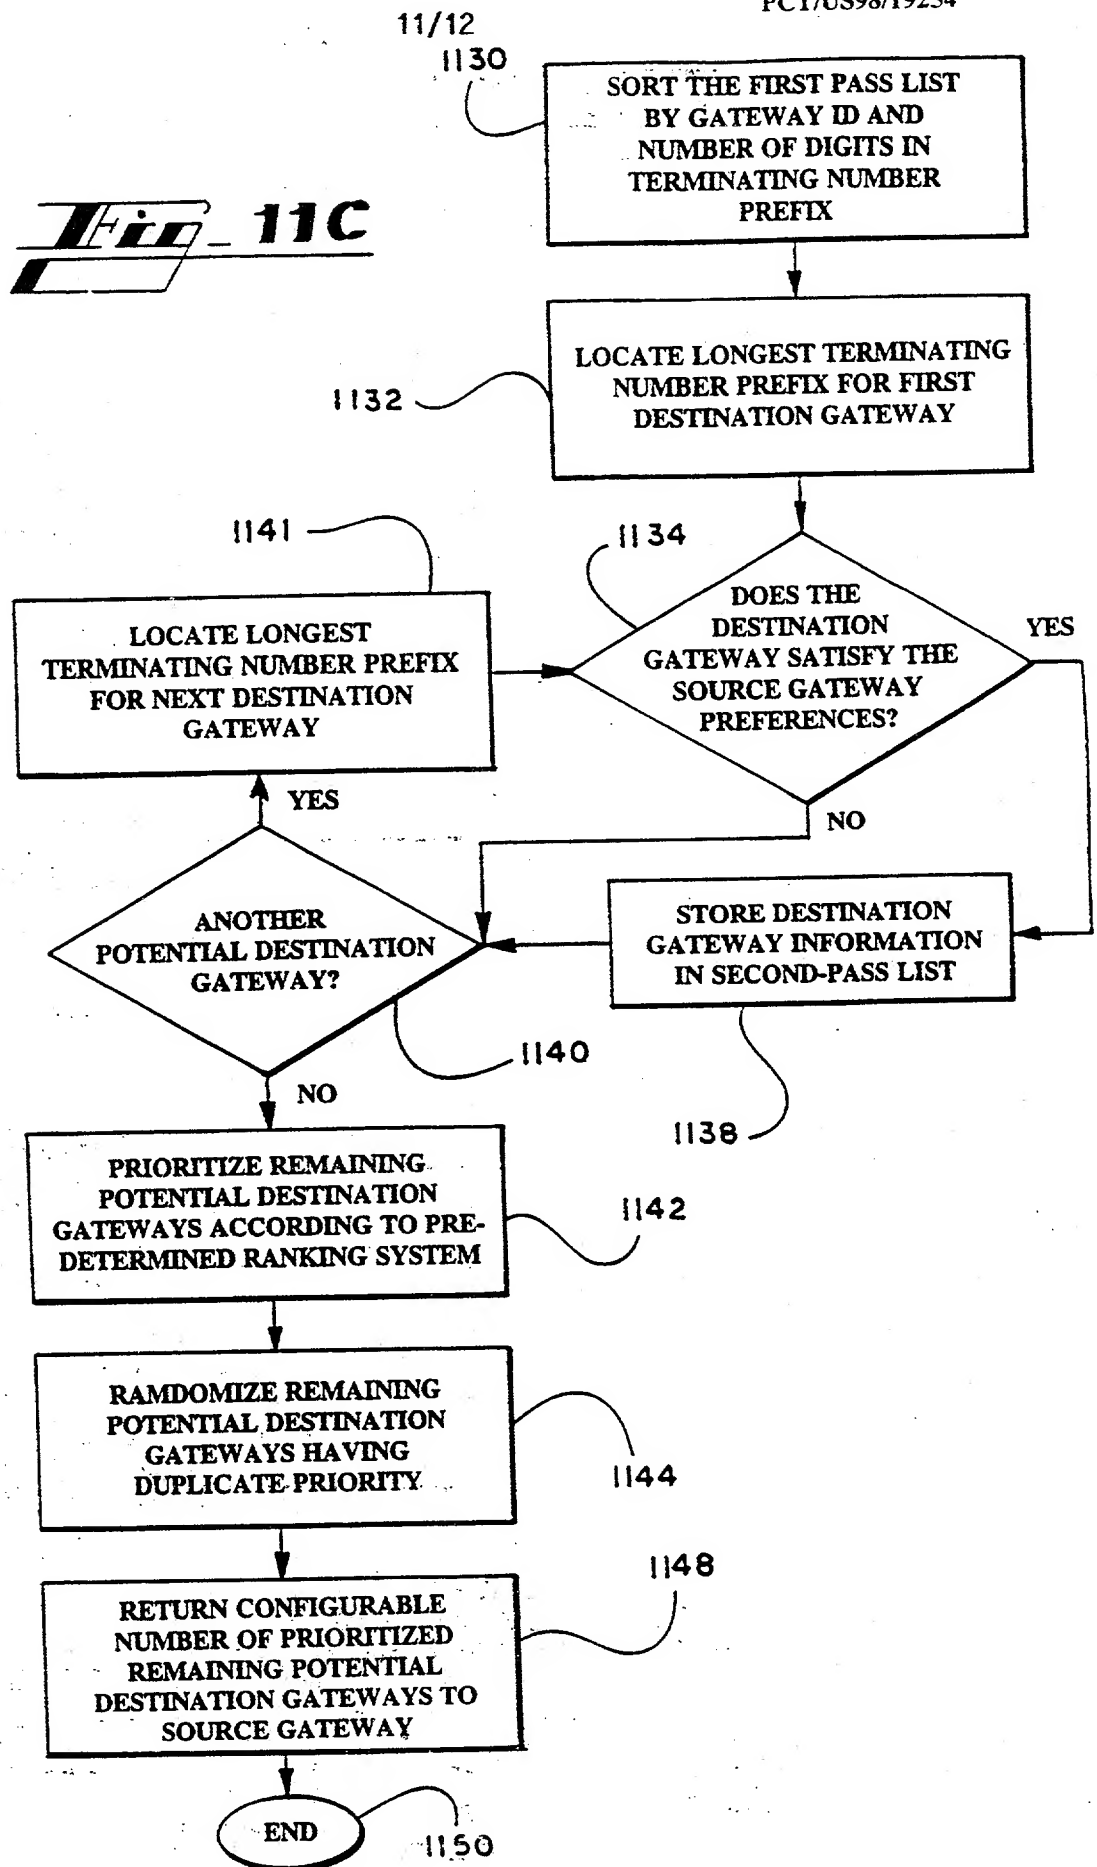 11/12
1130
SORT THE FIRST PASS LIST
BY GATEWAY ID AND
NUMBER OF DIGITS IN
TERMINATING NUMBER
PREFIX
Fig_ 11C
LOCATE LONGEST TERMINATING
NUMBER PREFIX FOR FIRST
DESTINATION GATEWAY
1132
1141
1134
LOCATE LONGEST
TERMINATING NUMBER PREFIX
FOR NEXT DESTINATION
GATEWAY
DOES THE
DESTINATION
GATEWAY SATISFY THE
SOURCE GATEWAY
PREFERENCES?
YES
YES
NO
ANOTHER
POTENTIAL DESTINATION
GATEWAY?
STORE DESTINATION
GATEWAY INFORMATION
IN SECOND-PASS LIST
1140
NO
1138
PRIORITIZE REMAINING
POTENTIAL DESTINATION
GATEWAYS ACCORDING TO PRE-
DETERMINED RANKING SYSTEM
1142
RAMDOMIZE REMAINING
POTENTIAL DESTINATION
GATEWAYS HAVING
DUPLICATE PRIORITY
1144
1148
RETURN CONFIGURABLE
NUMBER OF PRIORITIZED
REMAINING POTENTIAL
DESTINATION GATEWAYS TO
SOURCE GATEWAY
END
1150